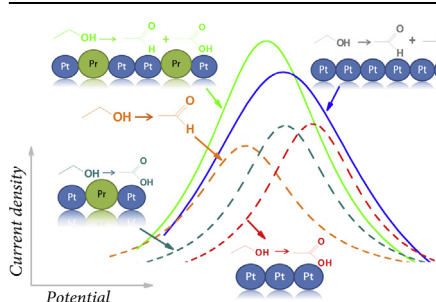 OH → O H + O OH
Pt Pr Pt Pt Pr Pt
OH → O H +
Pt Pt Pt Pt Pt Pt
OH → O H
OH → O OH
Pt Pr Pt
OH → O OH
Pt Pt Pt
Current density
Potential